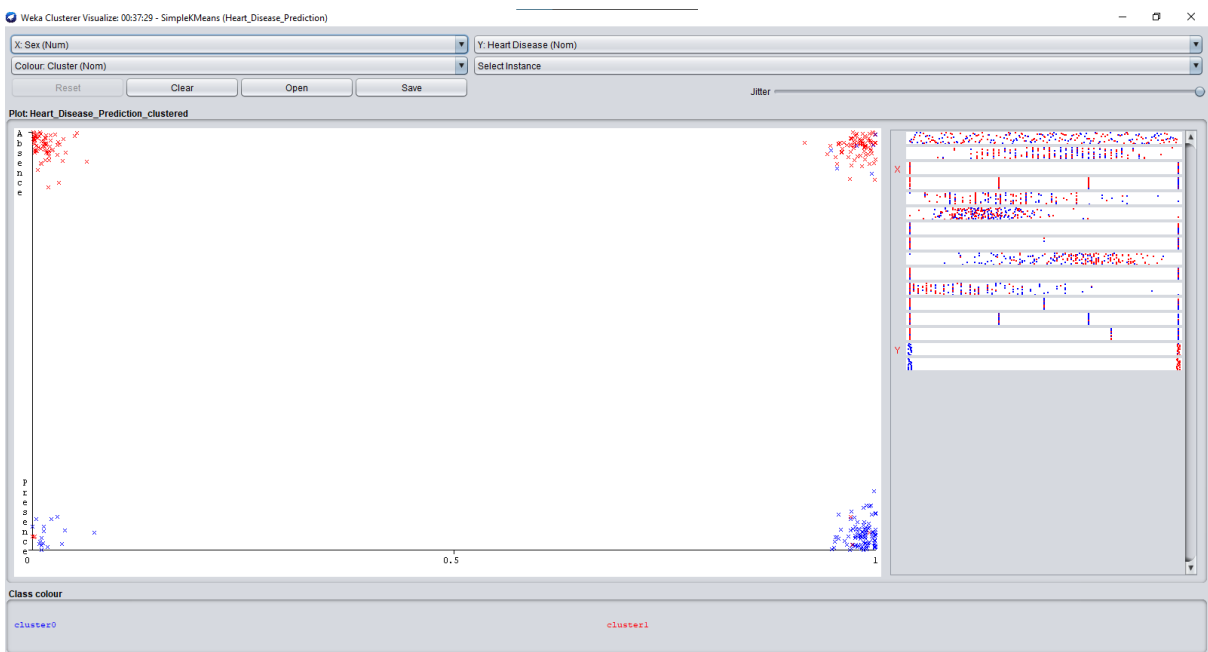 Weka Clusterer Visualize: 00:37:29 - SimpleKMeans (Heart_Disease_Prediction)
X: Sex (Num)
Y: Heart Disease (Nom)
Colour: Cluster (Nom)
Select Instance
Reset
Clear
Open
Save
Jitter
Plot: Heart_Disease_Prediction_clustered
Absence
Presence
0
0.5
1
X
Y
Class colour
cluster0
cluster1